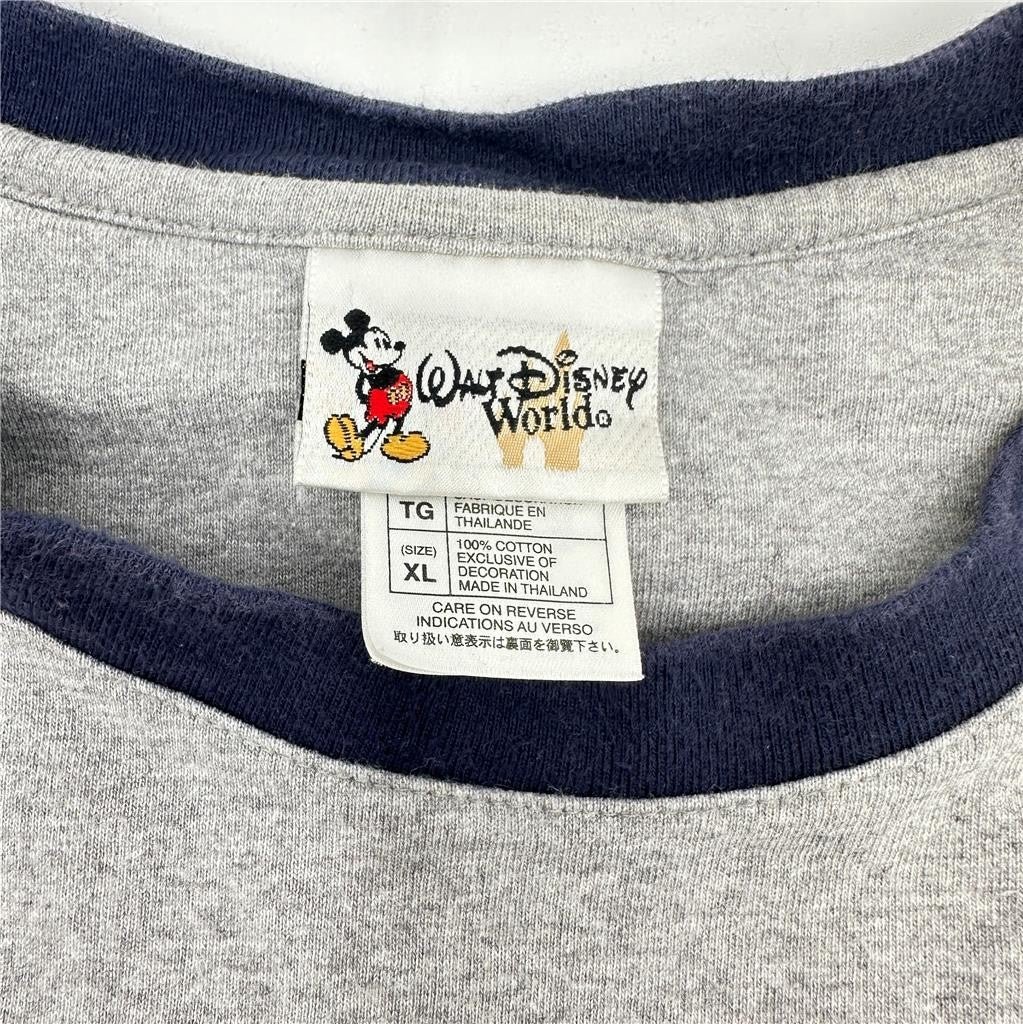 Walt Disney
World®
TG
FABRIQUE EN
THAILANDE
(SIZE)
XL
100% COTTON
EXCLUSIVE OF
DECORATION
MADE IN THAILAND
CARE ON REVERSE
INDICATIONS AU VERSO
取り扱い意表示は裏面を御覽下さい。